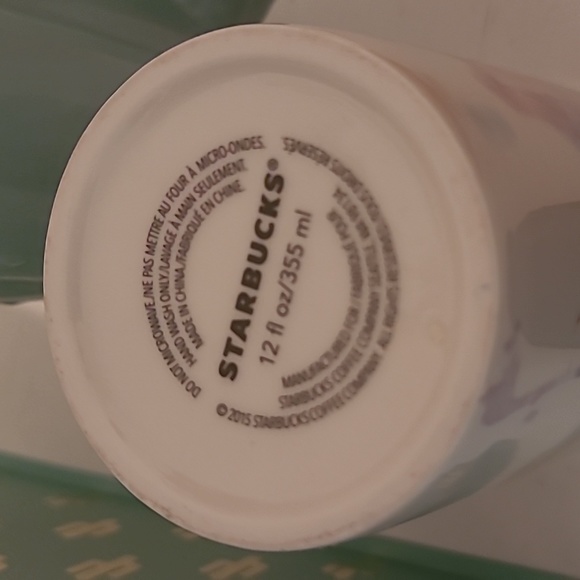 DO NOT MICROWAVE/NE PAS METTRE AU FOUR À MICRO-ONDES.
HAND WASH ONLY/LAVAGE À MAIN SEULEMENT.
MADE IN CHINA/FABRIQUÉ EN CHINE.
STARBUCKS®
12 fl oz/355 ml
MANUFACTURED FOR / FABRIQUÉ POUR
STARBUCKS COFFEE COMPANY SEATTLE, WA
© 2015 STARBUCKS COFFEE COMPANY. ALL RIGHTS RESERVED.